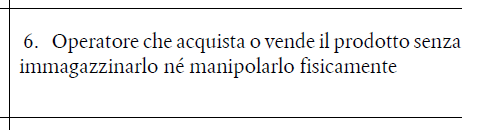 6. Operatore che acquista o vende il prodotto senza
immagazzinarlo né manipolarlo fisicamente